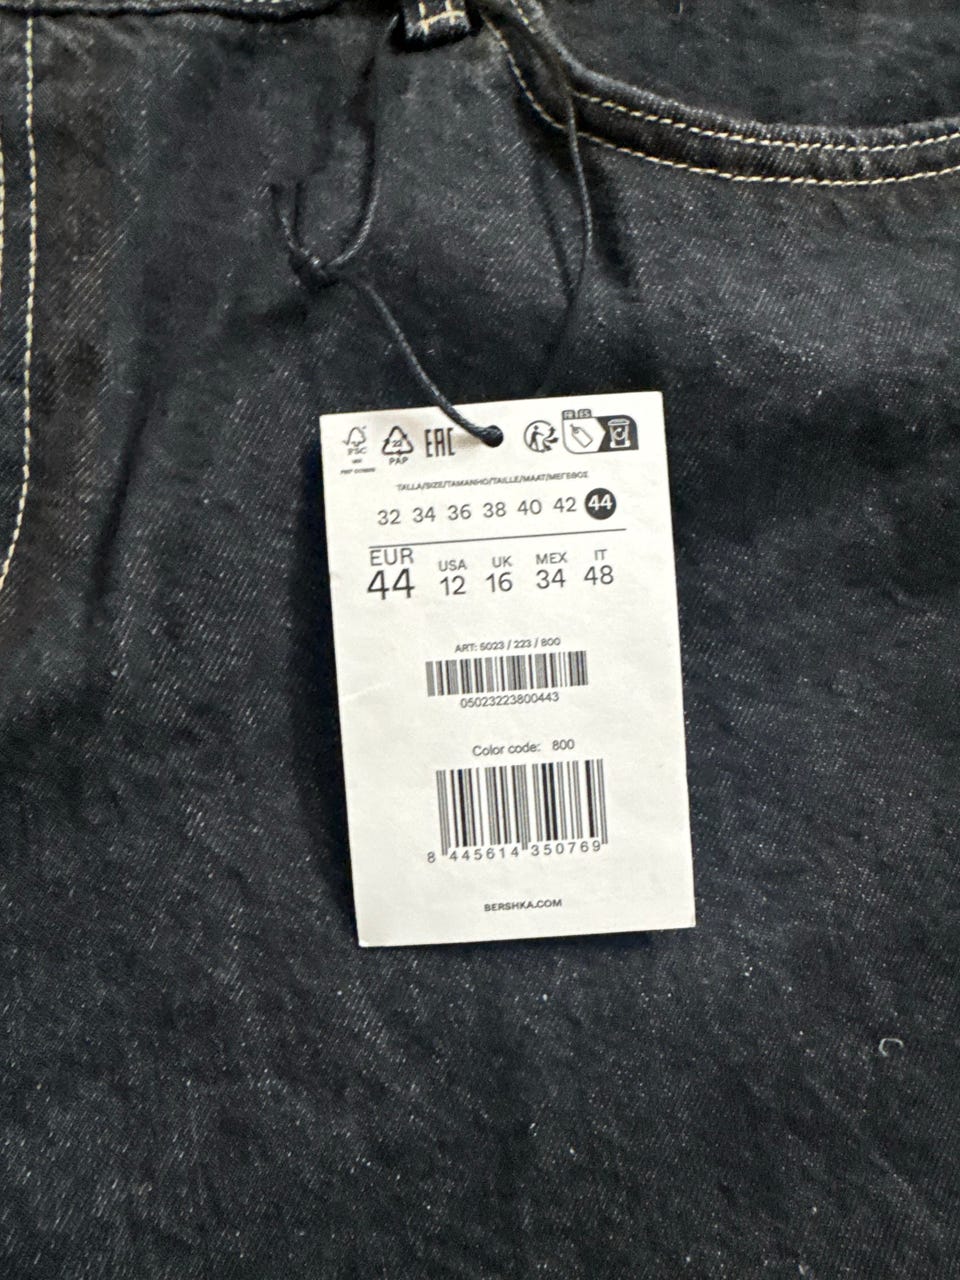 FR ES
FSC
22
PAP
EAC
TALLA/SIZE/TAMANHO/TAILLE/MAAT/ΜΕΓΕΘΟΣ
32 34 36 38 40 42 44
EUR USA UK MEX IT
44 12 16 34 48
ART: 5023 / 223 / 800
05023223800443
Color code: 800
8 445614 350769
BERSHKA.COM